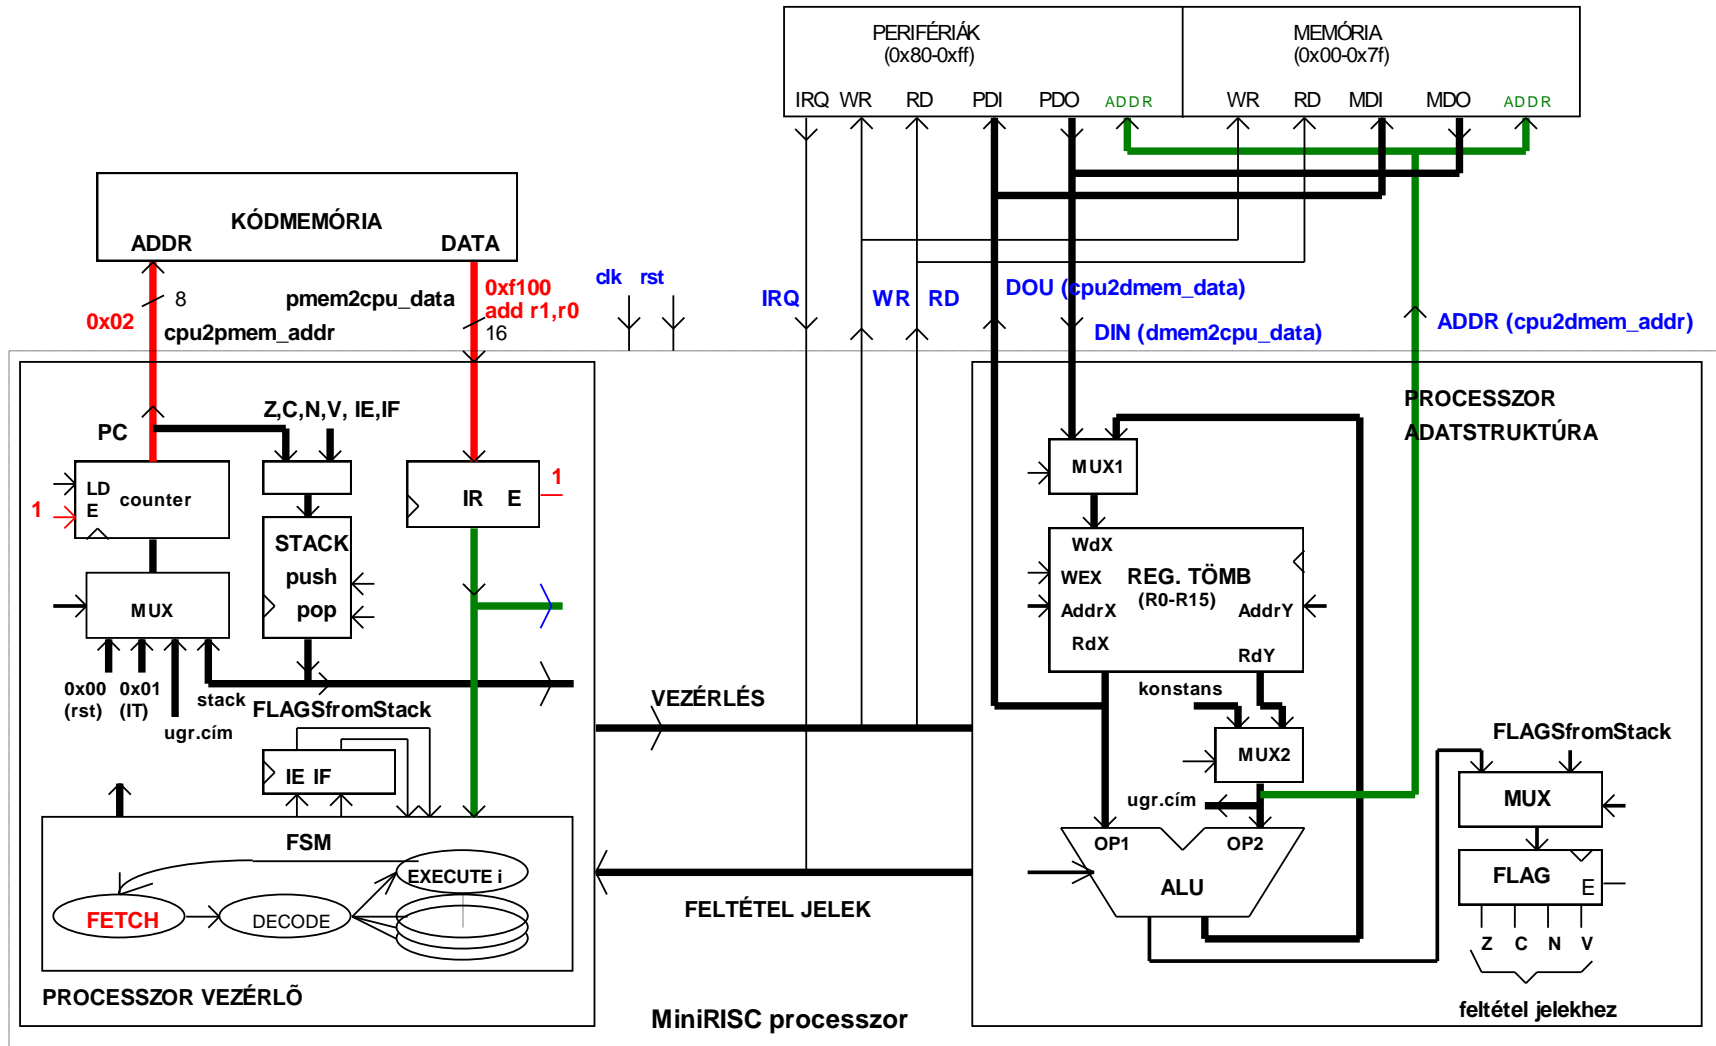 PERIFÉRIÁK
(0x80-0xff)
MEMÓRIA
(0x00-0x7f)
IRQ WR RD PDI PDO ADDR
WR RD MDI MDO ADDR
KÓDMEMÓRIA
ADDR DATA
8
0x02
cpu2pmem_addr
pmem2cpu_data
0xf100
add r1,r0
16
clk rst
IRQ
WR RD
DOU (cpu2dmem_data)
DIN (dmem2cpu_data)
ADDR (cpu2dmem_addr)
PC
Z,C,N,V, IE,IF
LD
E
counter
1
IR E
1
STACK
push
pop
MUX
0x00
(rst)
0x01
(IT)
ugr.cím
stack
FLAGSfromStack
IE IF
FSM
FETCH
DECODE
EXECUTE i
PROCESSZOR VEZÉRLÕ
VEZÉRLÉS
FELTÉTEL JELEK
MiniRISC processzor
PROCESSZOR
ADATSTRUKTÚRA
MUX1
WdX
WEX
REG. TÖMB
(R0-R15)
AddrX
AddrY
RdX
RdY
konstans
MUX2
ugr.cím
OP1 OP2
ALU
FLAGSfromStack
MUX
FLAG
E
Z C N V
feltétel jelekhez